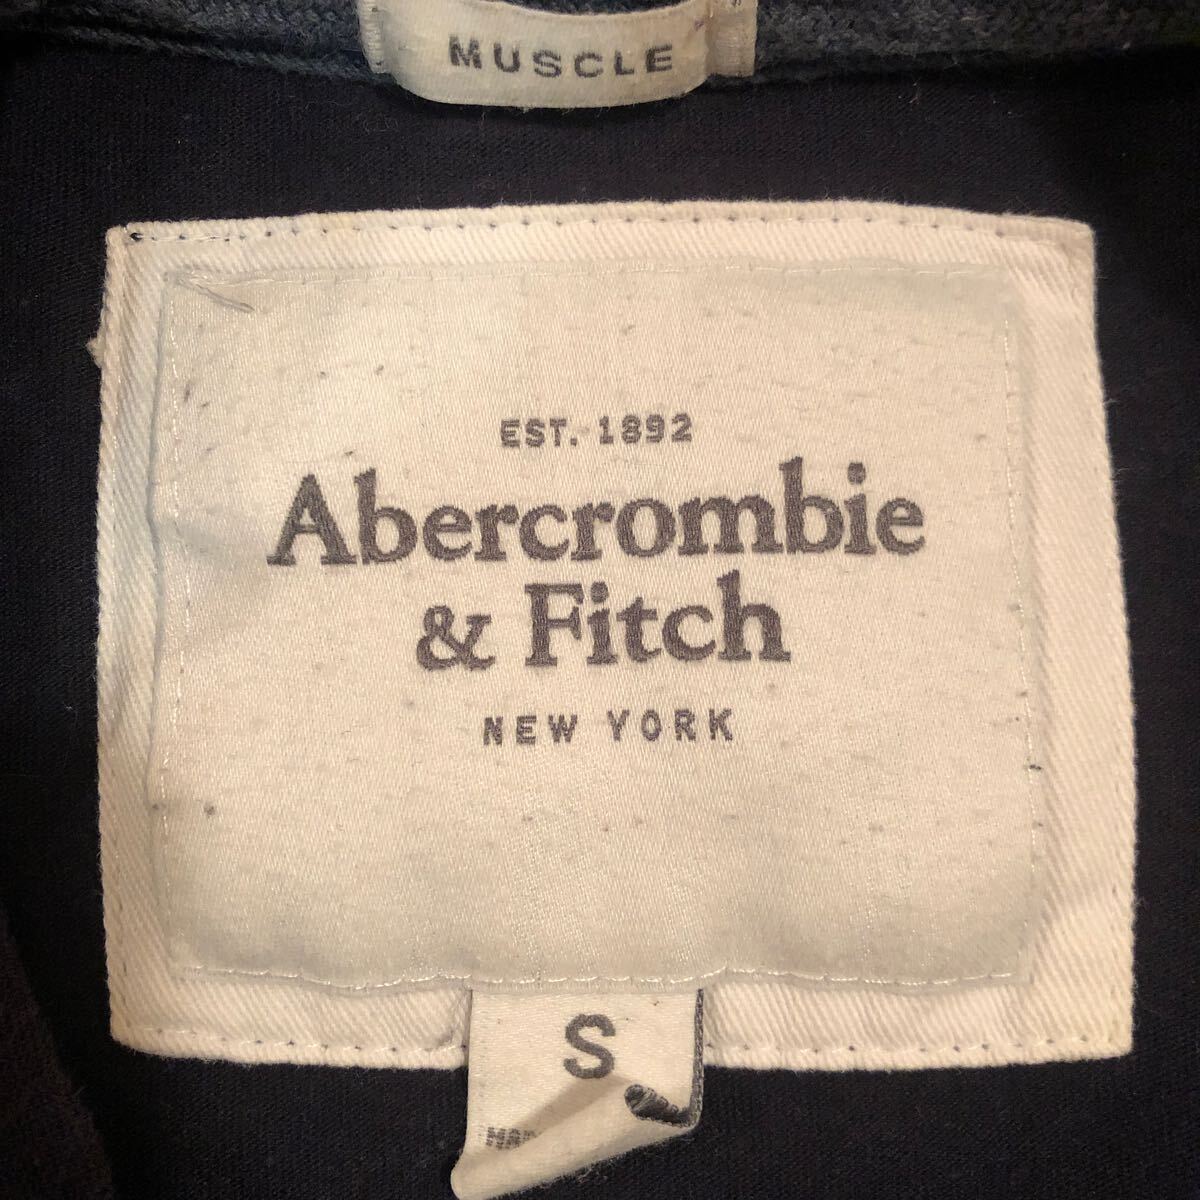 MUSCLE
EST. 1892
Abercrombie
& Fitch
NEW YORK
S